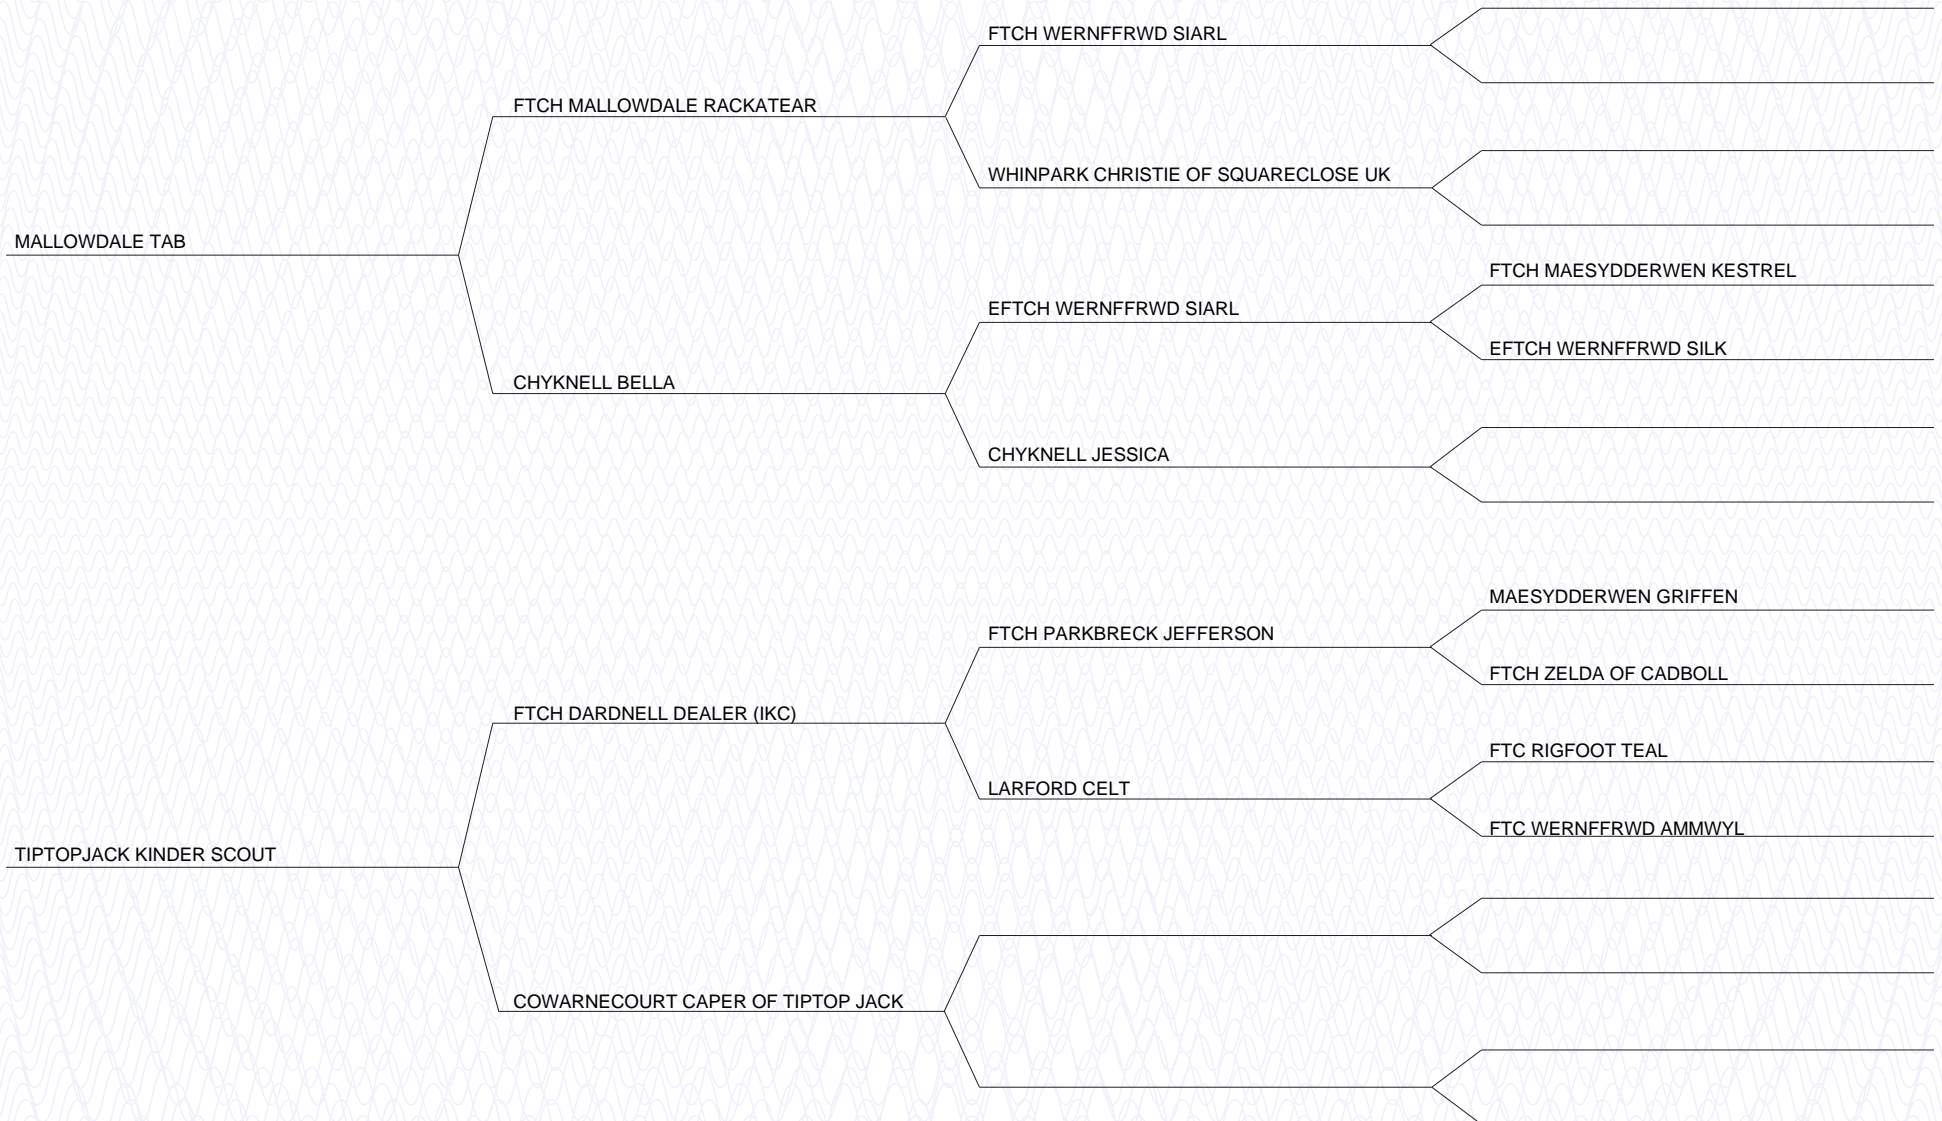 FTCH WERNFFRWD SIARL
FTCH MALLOWDALE RACKATEAR
WHINPARK CHRISTIE OF SQUARECLOSE UK
MALLOWDALE TAB
FTCH MAESYDDERWEN KESTREL
EFTCH WERNFFRWD SIARL
EFTCH WERNFFRWD SILK
CHYKNELL BELLA
CHYKNELL JESSICA
MAESYDDERWEN GRIFFEN
FTCH PARKBRECK JEFFERSON
FTCH ZELDA OF CADBOLL
FTCH DARDNELL DEALER (IKC)
FTC RIGFOOT TEAL
LARFORD CELT
FTC WERNFFRWD AMMWYL
TIPTOPJACK KINDER SCOUT
COWARNECOURT CAPER OF TIPTOP JACK